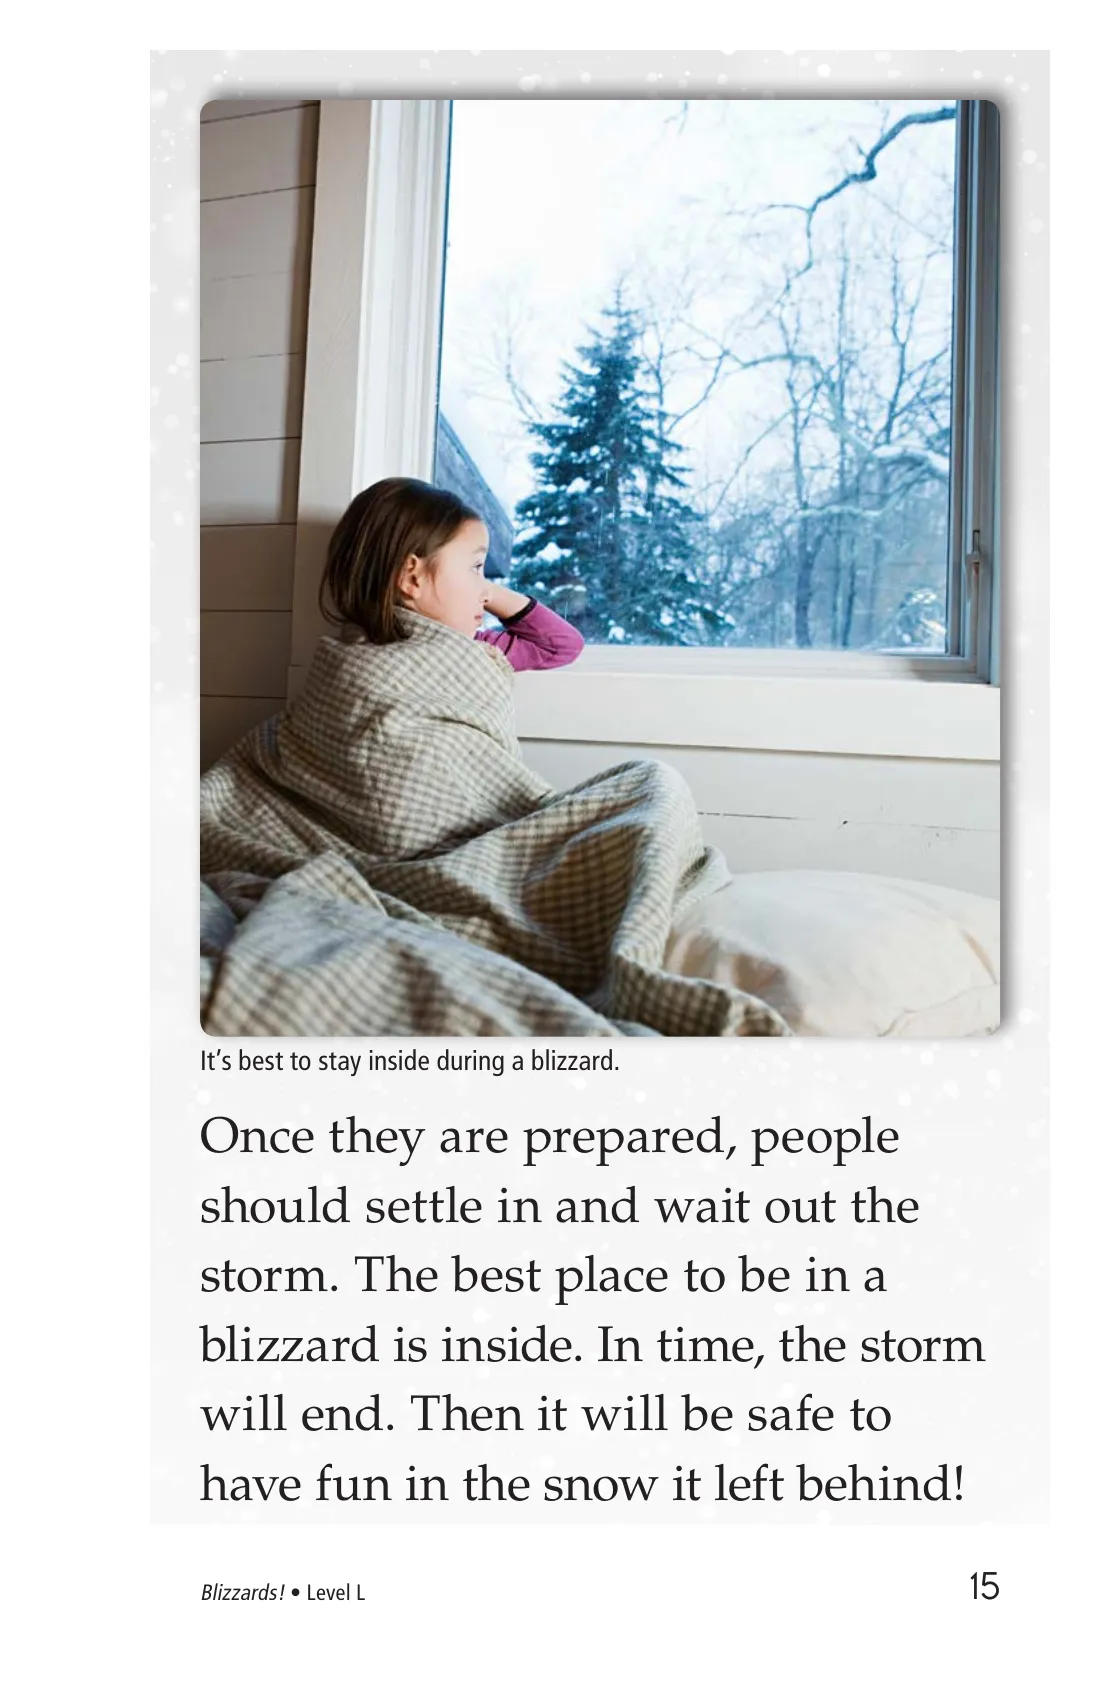 It's best to stay inside during a blizzard.
Once they are prepared, people
should settle in and wait out the
storm. The best place to be in a
blizzard is inside. In time, the storm
will end. Then it will be safe to
have fun in the snow it left behind!
Blizzards! • Level L
15